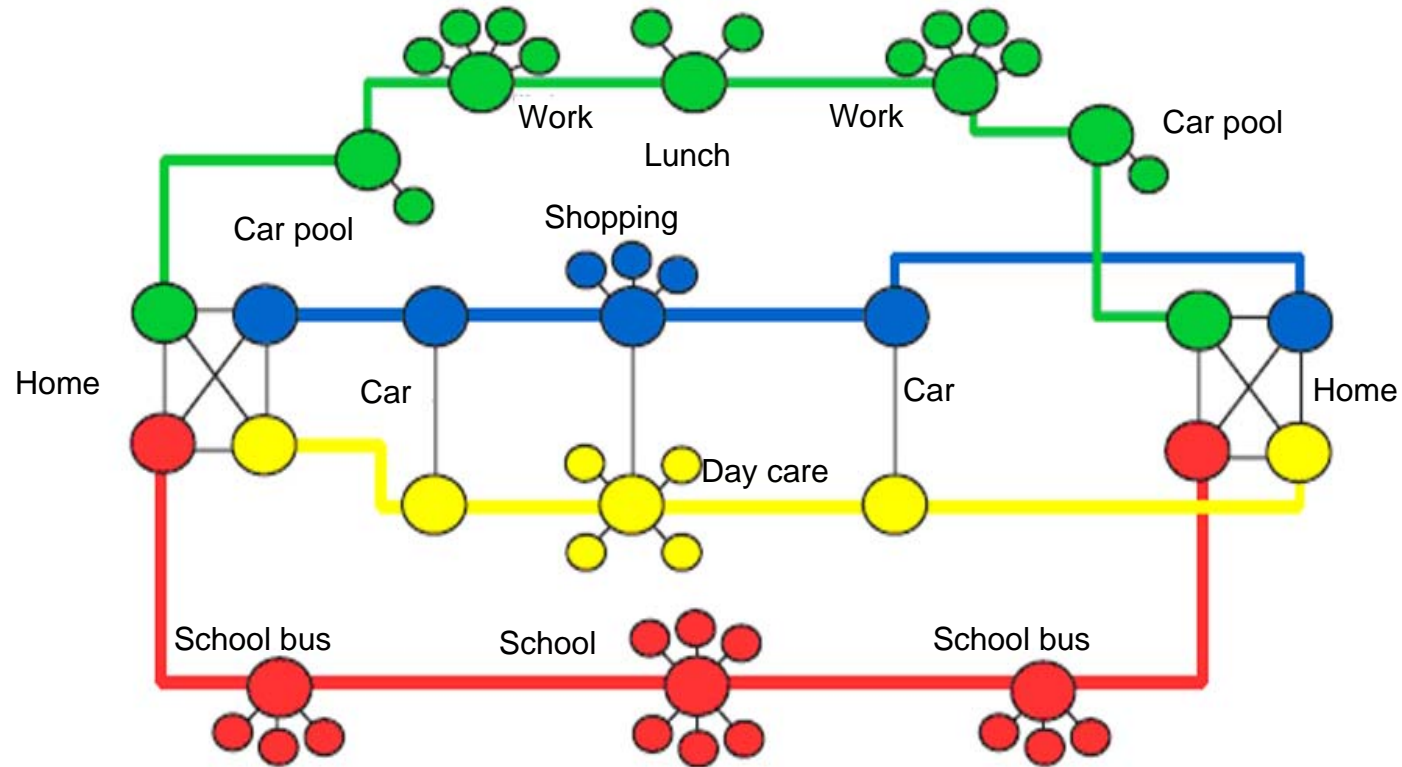 Work
Work
Car pool
Lunch
Car pool
Shopping
Home
Car
Car
Home
Day care
School bus
School
School bus